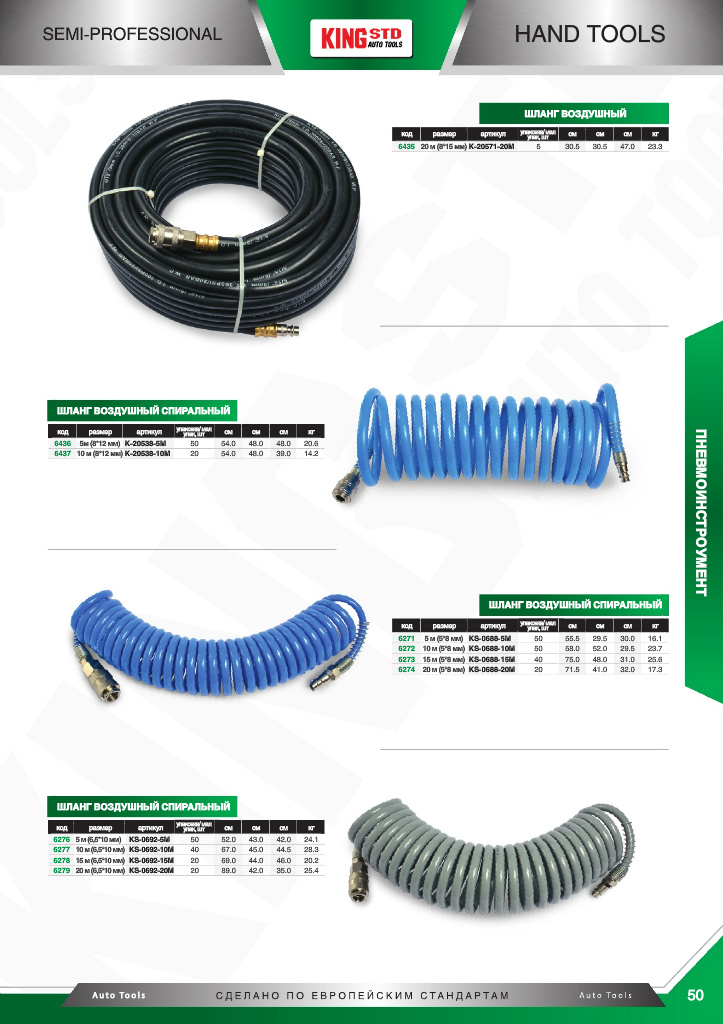 SEMI-PROFESSIONAL
KING STD
AUTO TOOLS
HAND TOOLS
ШЛАНГ ВОЗДУШНЫЙ
код размер артикул упаковка/мал упак, шт см см см кг
6435 20 м (8*15 мм) K-20571-20M 5 30.5 30.5 47.0 23.3
ШЛАНГ ВОЗДУШНЫЙ СПИРАЛЬНЫЙ
код размер артикул упаковка/мал упак, шт см см см кг
6436 5м (8*12 мм) K-20538-5M 50 54.0 48.0 48.0 20.6
6437 10 м (8*12 мм) K-20538-10M 20 54.0 48.0 39.0 14.2
ПНЕВМОИНСТРОУМЕНТ
ШЛАНГ ВОЗДУШНЫЙ СПИРАЛЬНЫЙ
код размер артикул упаковка/мал упак, шт см см см кг
6271 5 м (5*8 мм) KS-0688-5M 50 55.5 29.5 30.0 16.1
6272 10 м (5*8 мм) KS-0688-10M 50 58.0 52.0 29.5 23.7
6273 15 м (5*8 мм) KS-0688-15M 40 75.0 48.0 31.0 25.6
6274 20 м (5*8 мм) KS-0688-20M 20 71.5 41.0 32.0 17.3
ШЛАНГ ВОЗДУШНЫЙ СПИРАЛЬНЫЙ
код размер артикул упаковка/мал упак, шт см см см кг
6276 5 м (6,5*10 мм) KS-0692-5M 50 52.0 43.0 42.0 24.1
6277 10 м (6,5*10 мм) KS-0692-10M 40 67.0 45.0 44.5 28.3
6278 15 м (6,5*10 мм) KS-0692-15M 20 69.0 44.0 46.0 20.2
6279 20 м (6,5*10 мм) KS-0692-20M 20 89.0 42.0 35.0 25.4
Auto Tools
СДЕЛАНО ПО ЕВРОПЕЙСКИМ СТАНДАРТАМ
Auto Tools
50